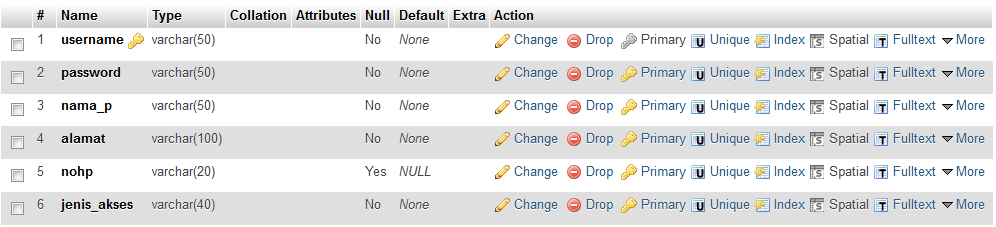 # Name Type Collation Attributes Null Default Extra Action
1 username varchar(50) No None Change Drop Primary Unique Index Spatial Fulltext More
2 password varchar(50) No None Change Drop Primary Unique Index Spatial Fulltext More
3 nama_p varchar(50) No None Change Drop Primary Unique Index Spatial Fulltext More
4 alamat varchar(100) No None Change Drop Primary Unique Index Spatial Fulltext More
5 nohp varchar(20) Yes NULL Change Drop Primary Unique Index Spatial Fulltext More
6 jenis_akses varchar(40) No None Change Drop Primary Unique Index Spatial Fulltext More